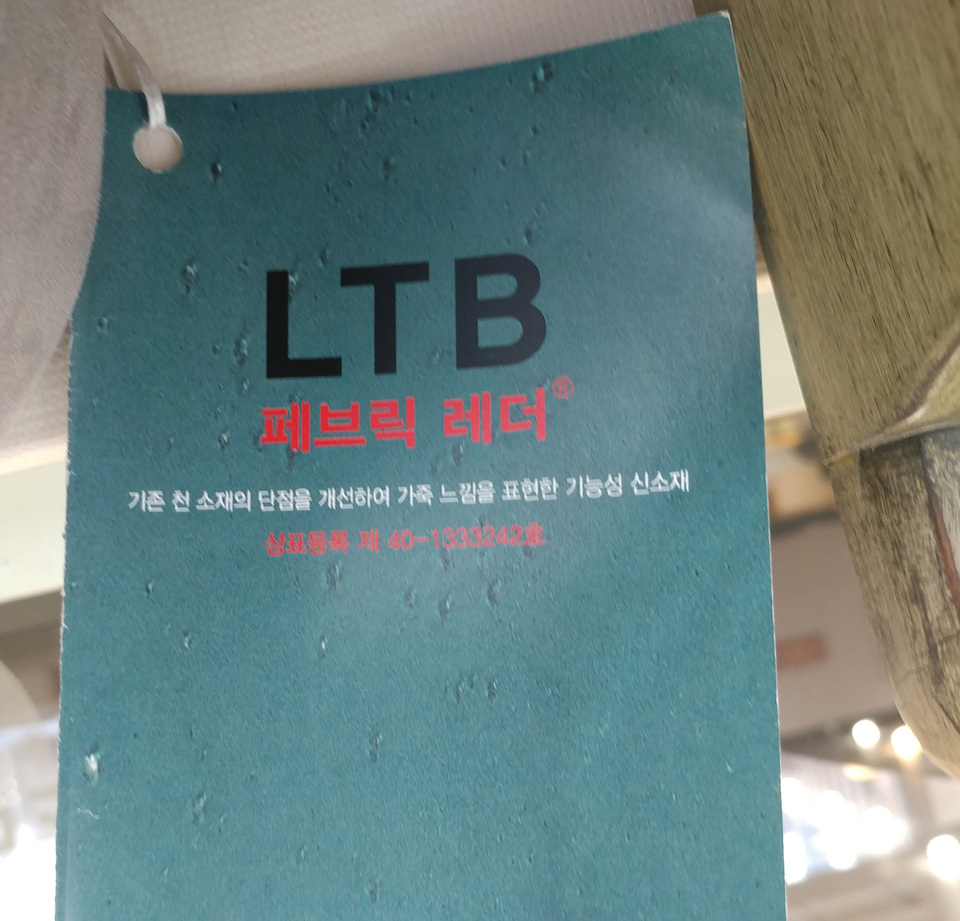 LTB
페브릭 레더®
기존 천 소재의 단점을 개선하여 가죽 느낌을 표현한 기능성 신소재
상표등록 제 40-1333242호